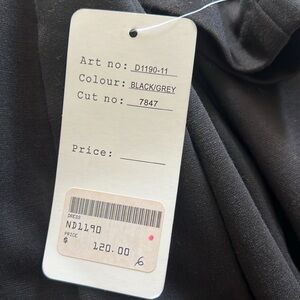 Art no: D1190-11
Colour: BLACK/GREY
Cut no: 7847
Price:
DRESS
ND1190
PRICE
$ 120.00
6